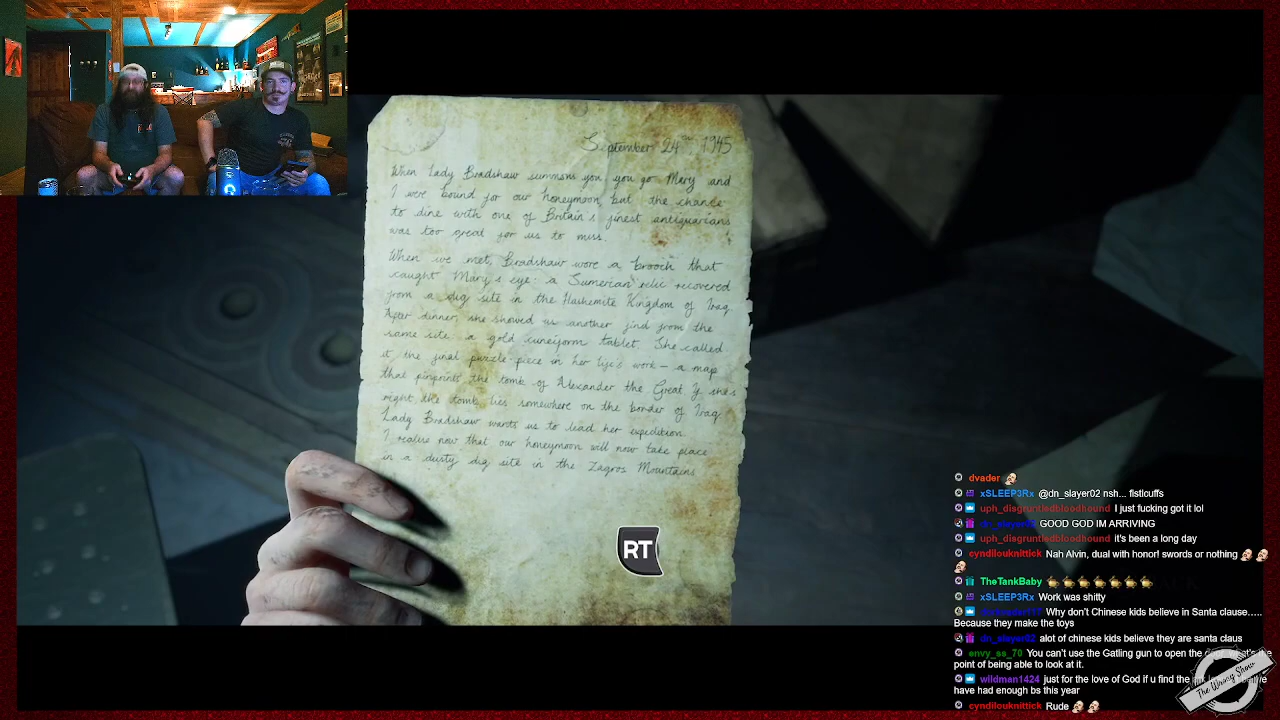 September 24th, 1945
When Lady Bradshaw summons you, you go. Mary and
I were bound for our honeymoon, but the chance
to dine with one of Britain's finest antiquarians
was too great for us to miss.
When we met, Bradshaw wore a brooch that
caught Mary's eye: a Sumerian relic recovered
from a dig site in the Hashemite Kingdom of Iraq.
After dinner, she showed us another find from the
same site: a gold cuneiform tablet. She called
it the final puzzle-piece in her life's work – a map
that pinpoints the tomb of Alexander the Great. If she's
right, the tomb lies somewhere on the border of Iraq.
Lady Bradshaw wants us to lead her expedition.
I realise now that our honeymoon will now take place
in a dusty dig site in the Zagros Mountains.
RT
dvader
xSLEEP3Rx @dn_slayer02 nsh... fisticuffs
uph_disgruntledbloodhound I just fucking got it lol
dn_slayer02 GOOD GOD IM ARRIVING
uph_disgruntledbloodhound it's been a long day
cyndilouknittick Nah Alvin, dual with honor! swords or nothing
TheTankBaby
xSLEEP3Rx Work was shitty
Why don't Chinese kids believe in Santa clause.....
Because they make the toys
dn_slayer02 alot of chinese kids believe they are santa claus
envy_ss_70 You can't use the Gatling gun to open the
point of being able to look at it.
wildman1424 just for the love of God if u find the
have had enough bs this year
cyndilouknittick Rude
The Wrong Show